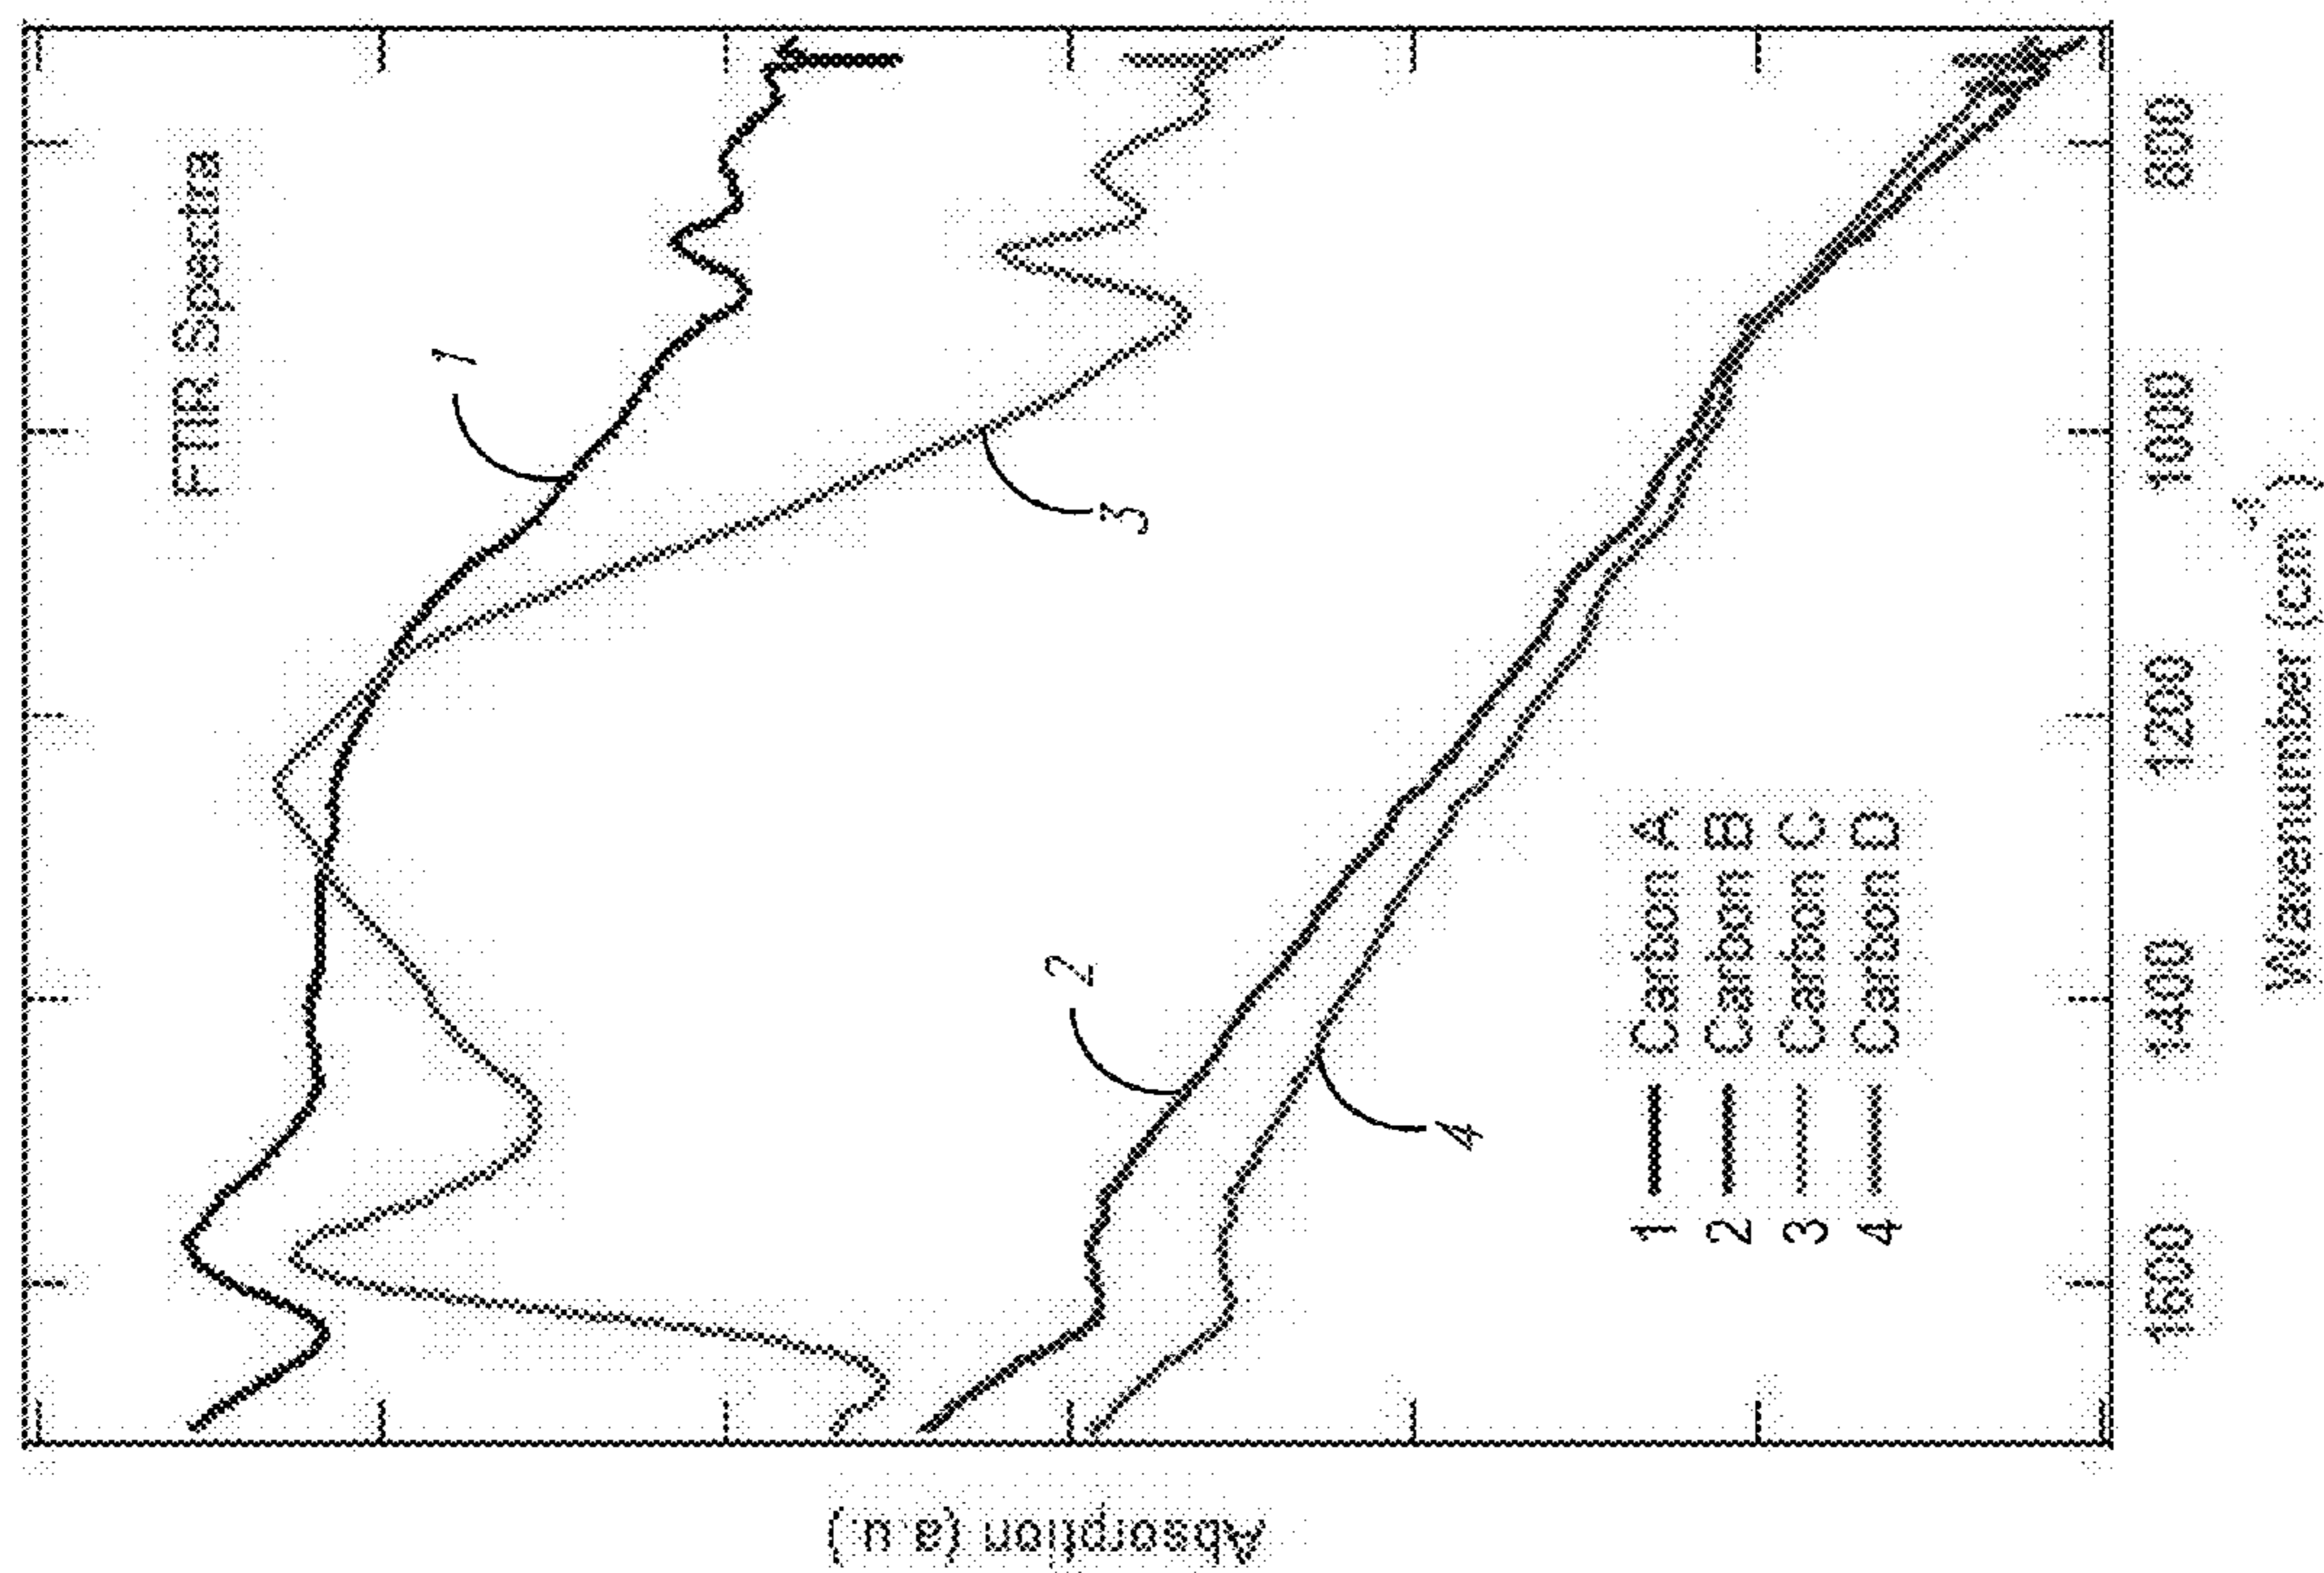 FTIR Spectra
1
3
2
4
1 Carbon A
2 Carbon B
3 Carbon C
4 Carbon D
Absorption (a.u.)
1600 1400 1200 1000 800
Wavenumber (cm⁻¹)